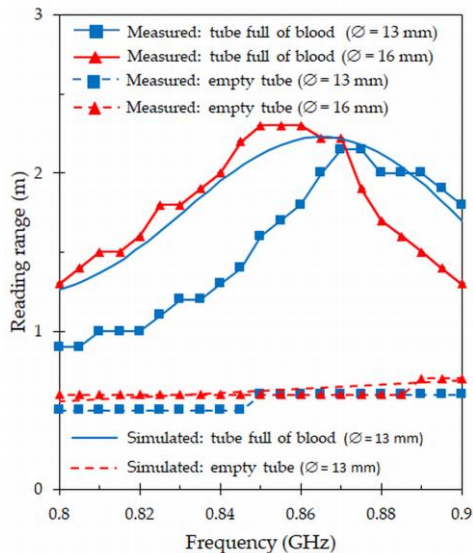 3
Measured: tube full of blood (∅ = 13 mm)
Measured: tube full of blood (∅ = 16 mm)
Measured: empty tube (∅ = 13 mm)
Measured: empty tube (∅ = 16 mm)
2
Reading range (m)
1
Simulated: tube full of blood (∅ = 13 mm)
Simulated: empty tube (∅ = 13 mm)
0
0.8 0.82 0.84 0.86 0.88 0.9
Frequency (GHz)